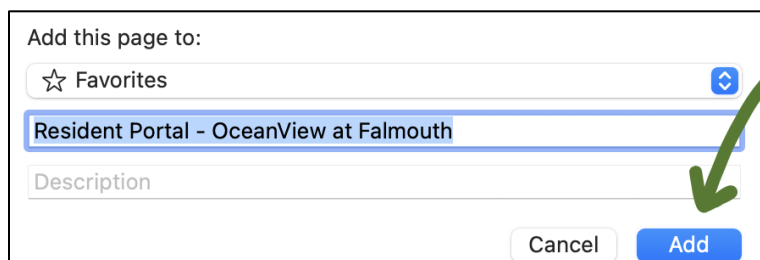 Add this page to:
Favorites
Resident Portal - OceanView at Falmouth
Description
Cancel Add